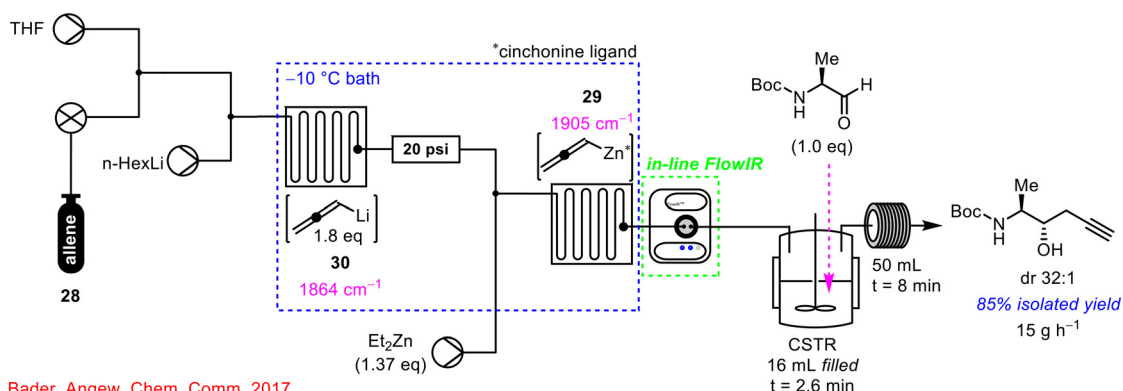 THF
n-HexLi
allene
28
−10 °C bath
*cinchonine ligand
Li
1.8 eq
30
1864 cm−1
20 psi
29
1905 cm−1
Zn*
Et2Zn
(1.37 eq)
in-line FlowIR
Me
BocN
H
H
O
(1.0 eq)
CSTR
16 mL filled
t = 2.6 min
50 mL
t = 8 min
Me
BocN
H
OH
dr 32:1
85% isolated yield
15 g h−1
Bader, Angew. Chem. Comm. 2017